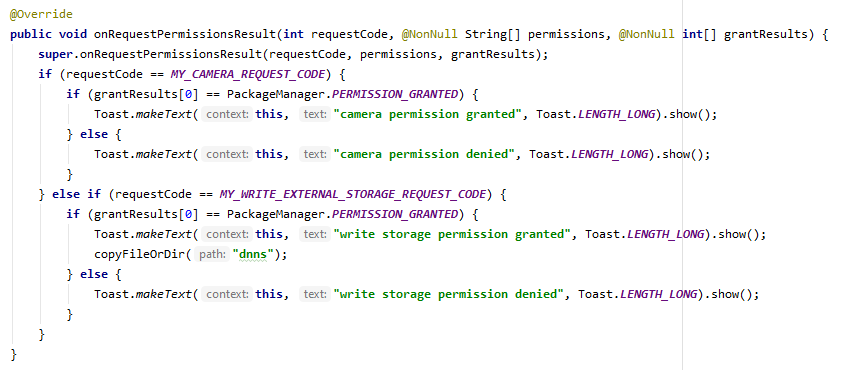 @Override
public void onRequestPermissionsResult(int requestCode, @NonNull String[] permissions, @NonNull int[] grantResults) {
super.onRequestPermissionsResult(requestCode, permissions, grantResults);
if (requestCode == MY_CAMERA_REQUEST_CODE) {
if (grantResults[0] == PackageManager.PERMISSION_GRANTED) {
Toast.makeText( context: this, text: "camera permission granted", Toast.LENGTH_LONG).show();
} else {
Toast.makeText( context: this, text: "camera permission denied", Toast.LENGTH_LONG).show();
}
} else if (requestCode == MY_WRITE_EXTERNAL_STORAGE_REQUEST_CODE) {
if (grantResults[0] == PackageManager.PERMISSION_GRANTED) {
Toast.makeText( context: this, text: "write storage permission granted", Toast.LENGTH_LONG).show();
copyFileOrDir( path: "dnns");
} else {
Toast.makeText( context: this, text: "write storage permission denied", Toast.LENGTH_LONG).show();
}
}
}